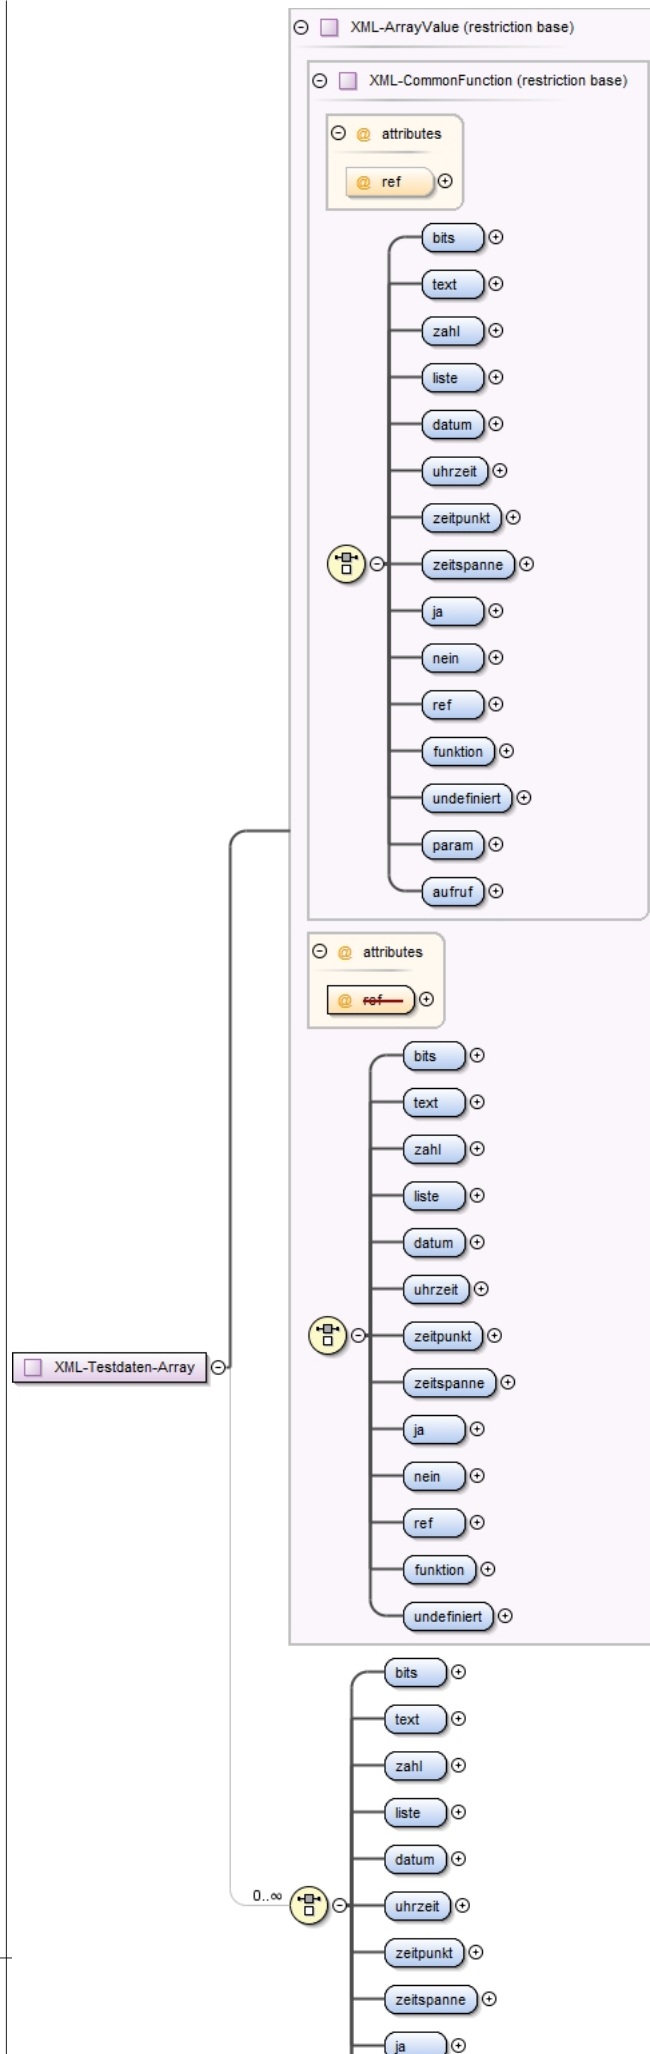 XML-ArrayValue (restriction base)
XML-CommonFunction (restriction base)
@ attributes
@ ref
bits
text
zahl
liste
datum
uhrzeit
zeitpunkt
zeitspanne
ja
nein
ref
funktion
undefiniert
param
aufruf
@ attributes
@ ref
bits
text
zahl
liste
datum
uhrzeit
zeitpunkt
XML-Testdaten-Array
zeitspanne
ja
nein
ref
funktion
undefiniert
bits
text
zahl
liste
datum
0..∞
uhrzeit
zeitpunkt
zeitspanne
ja